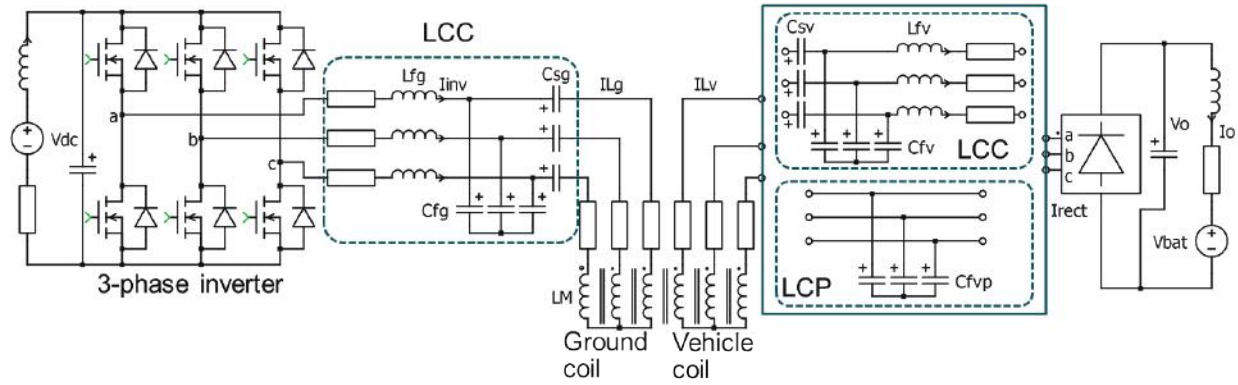 LCC
Lfg
Iinv
Csg
ILg
ILv
Csv
Lfv
Cfv
LCC
Vdc
a
b
c
Cfg
3-phase inverter
LM
Ground
coil
Vehicle
coil
LCP
Cfvp
a
b
c
Irect
Vo
Io
Vbat